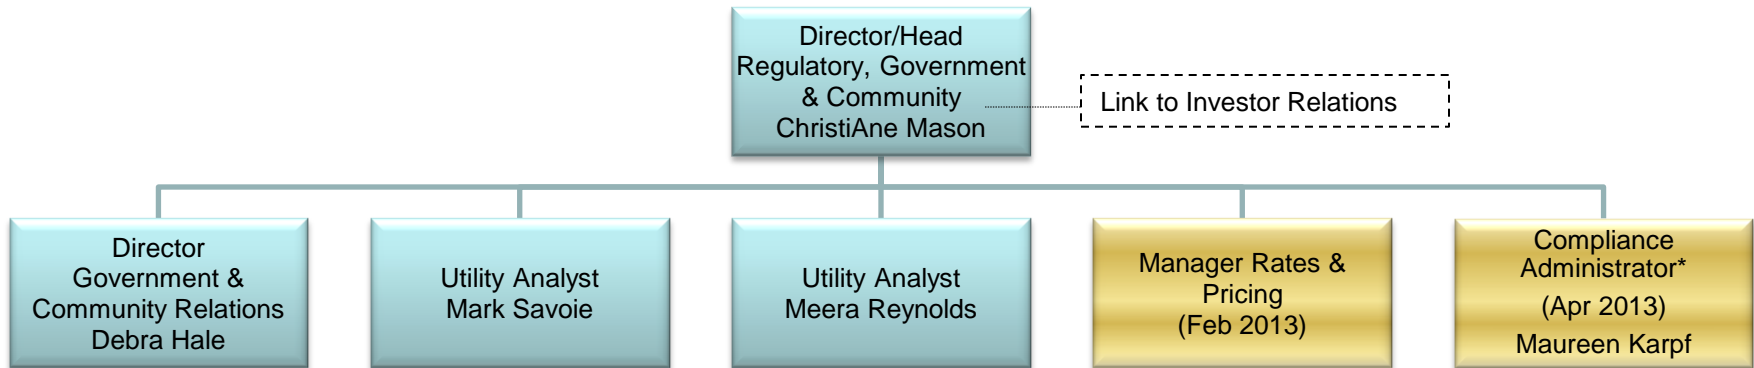 Director/Head
Regulatory, Government
& Community
ChristiAne Mason
Link to Investor Relations
Director
Government &
Community Relations
Debra Hale
Utility Analyst
Mark Savoie
Utility Analyst
Meera Reynolds
Manager Rates &
Pricing
(Feb 2013)
Compliance
Administrator*
(Apr 2013)
Maureen Karpf